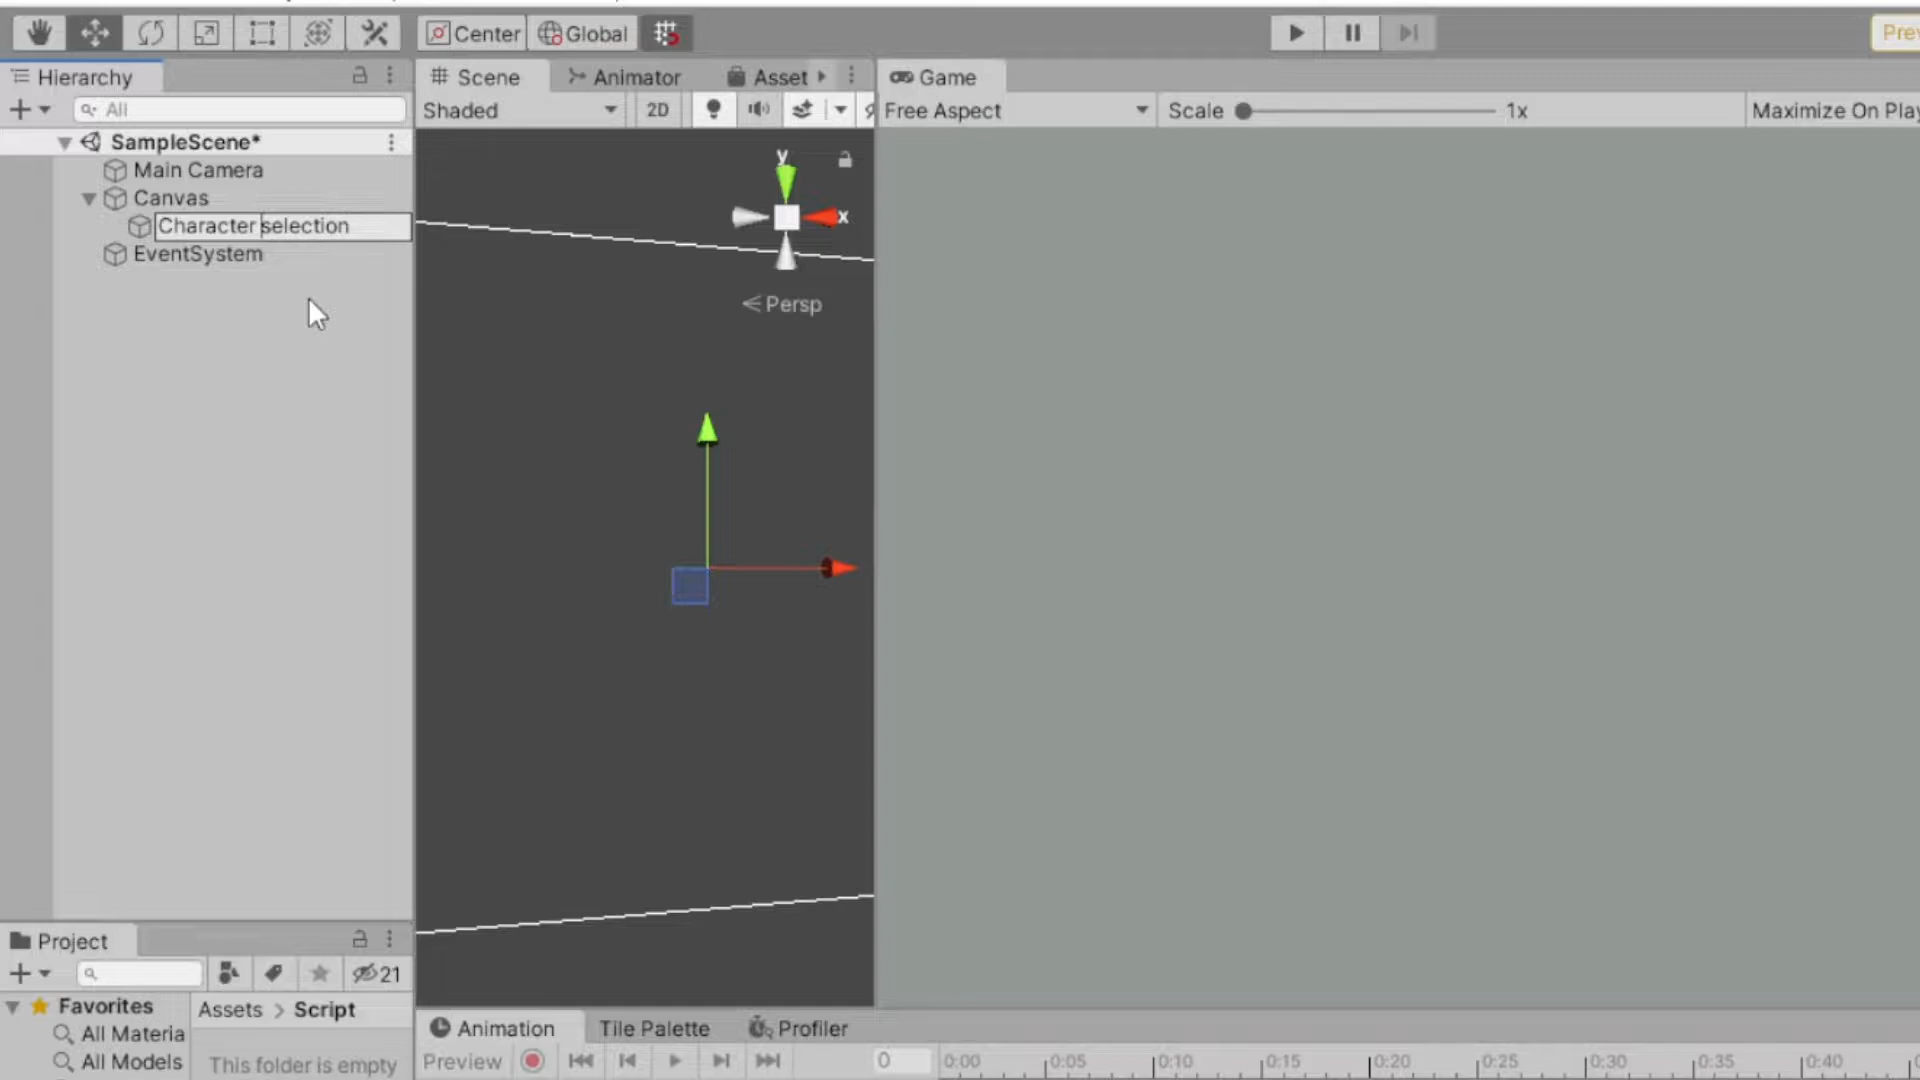 Center Global
Prev
Hierarchy
All
SampleScene*
Main Camera
Canvas
Character selection
EventSystem
Scene Animator Asset
Shaded 2D
y
x
Persp
Game
Free Aspect Scale 1x Maximize On Play
Project
21
Favorites
All Materia
All Models
Assets > Script
This folder is empty
Animation Tile Palette Profiler
Preview 0 0:00 0:05 0:10 0:15 0:20 0:25 0:30 0:35 0:40